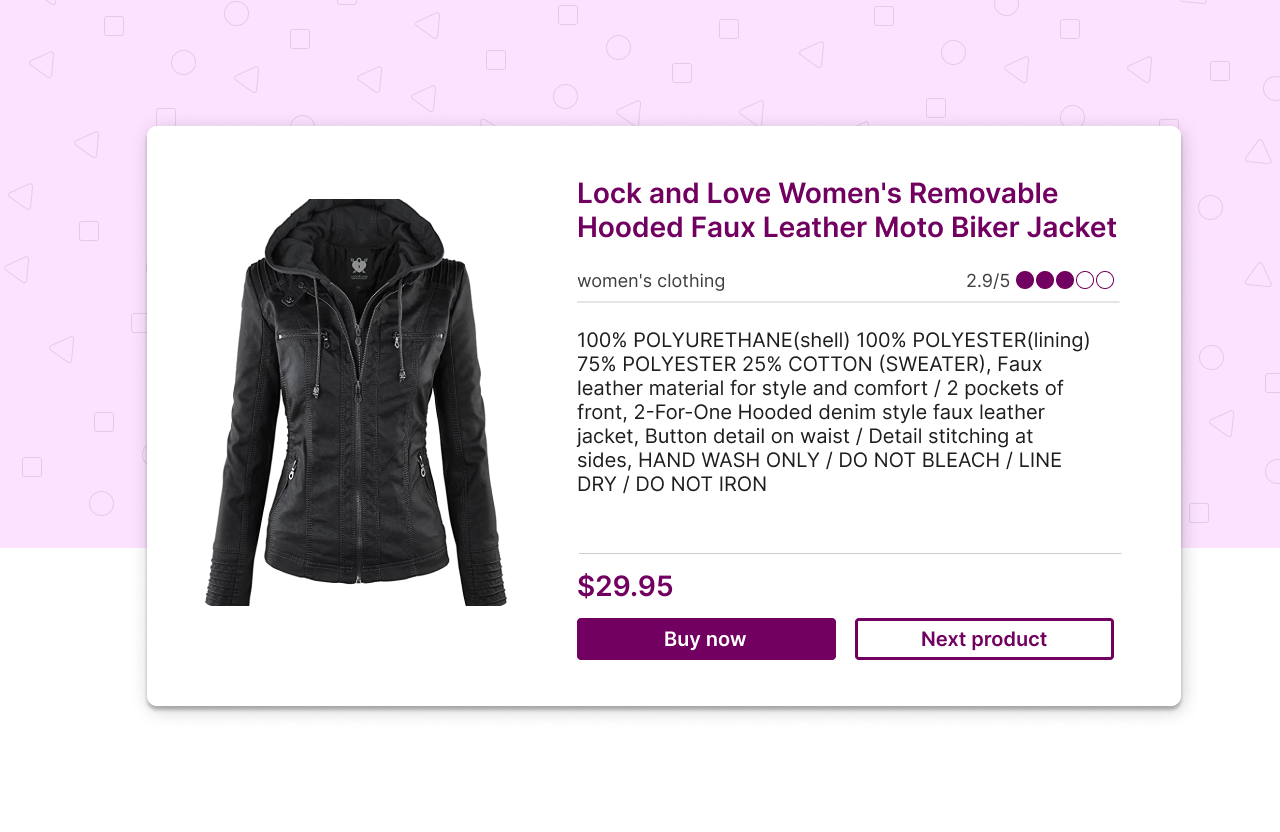 Lock and Love Women's Removable
Hooded Faux Leather Moto Biker Jacket
women's clothing
2.9/5
100% POLYURETHANE(shell) 100% POLYESTER(lining)
75% POLYESTER 25% COTTON (SWEATER), Faux
leather material for style and comfort / 2 pockets of
front, 2-For-One Hooded denim style faux leather
jacket, Button detail on waist / Detail stitching at
sides, HAND WASH ONLY / DO NOT BLEACH / LINE
DRY / DO NOT IRON
$29.95
Buy now
Next product